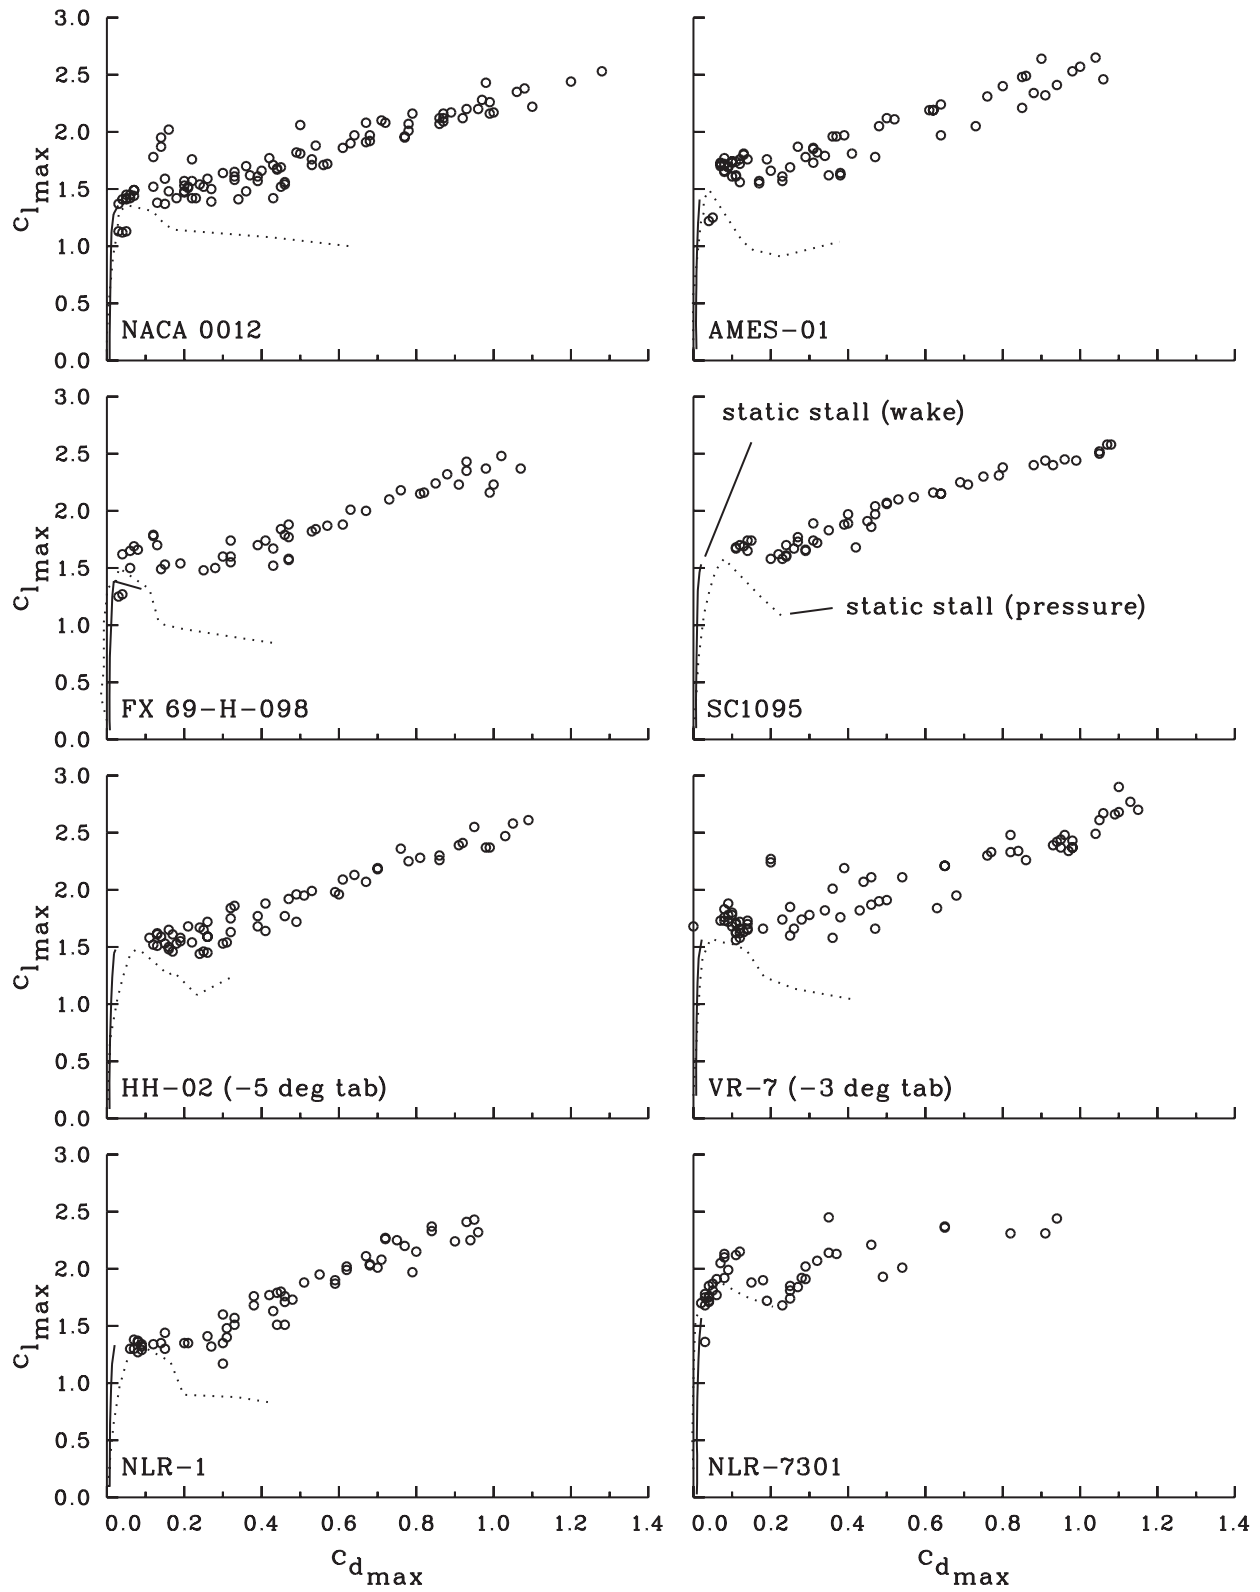 3.0
2.5
2.0
1.5
1.0
0.5
0.0
c_l_max
NACA 0012
AMES−01
3.0
2.5
2.0
1.5
1.0
0.5
0.0
c_l_max
FX 69−H−098
static stall (wake)
static stall (pressure)
SC1095
3.0
2.5
2.0
1.5
1.0
0.5
0.0
c_l_max
HH−02 (−5 deg tab)
VR−7 (−3 deg tab)
3.0
2.5
2.0
1.5
1.0
0.5
0.0
c_l_max
NLR−1
NLR−7301
0.0 0.2 0.4 0.6 0.8 1.0 1.2 1.4
0.0 0.2 0.4 0.6 0.8 1.0 1.2 1.4
c_d_max
c_d_max